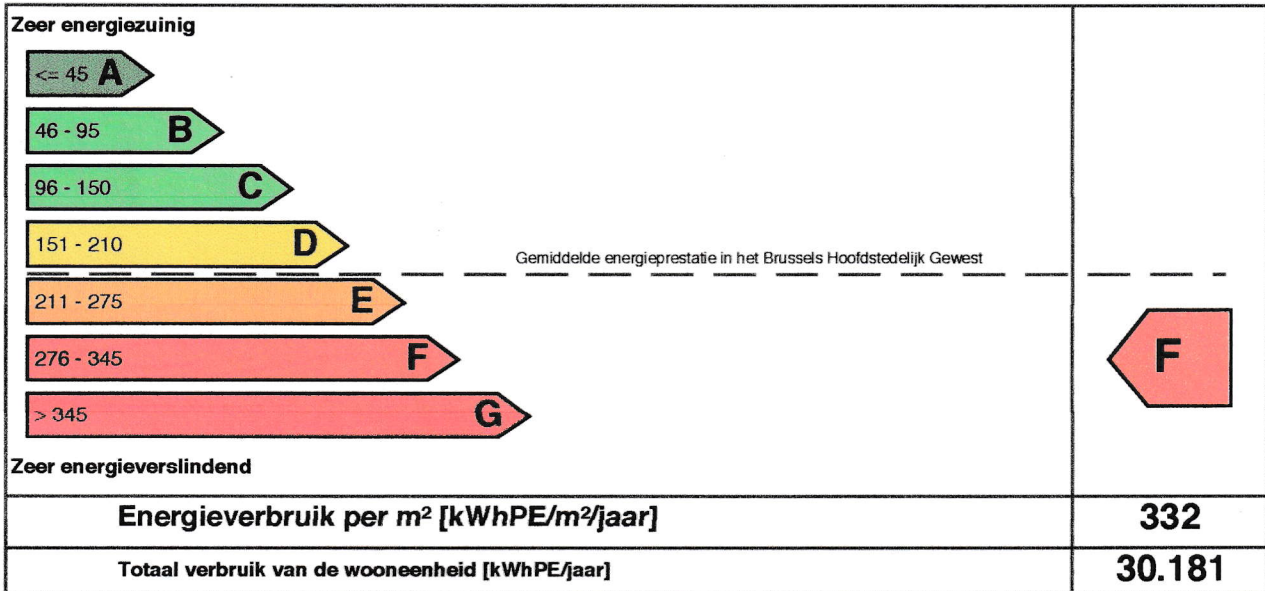 Zeer energiezuinig
<= 45 A
46 - 95 B
96 - 150 C
151 - 210 D
Gemiddelde energieprestatie in het Brussels Hoofdstedelijk Gewest
211 - 275 E
276 - 345 F
F
> 345 G
Zeer energieverslindend
Energieverbruik per m² [kWhPE/m²/jaar] 332
Totaal verbruik van de wooneenheid [kWhPE/jaar] 30.181